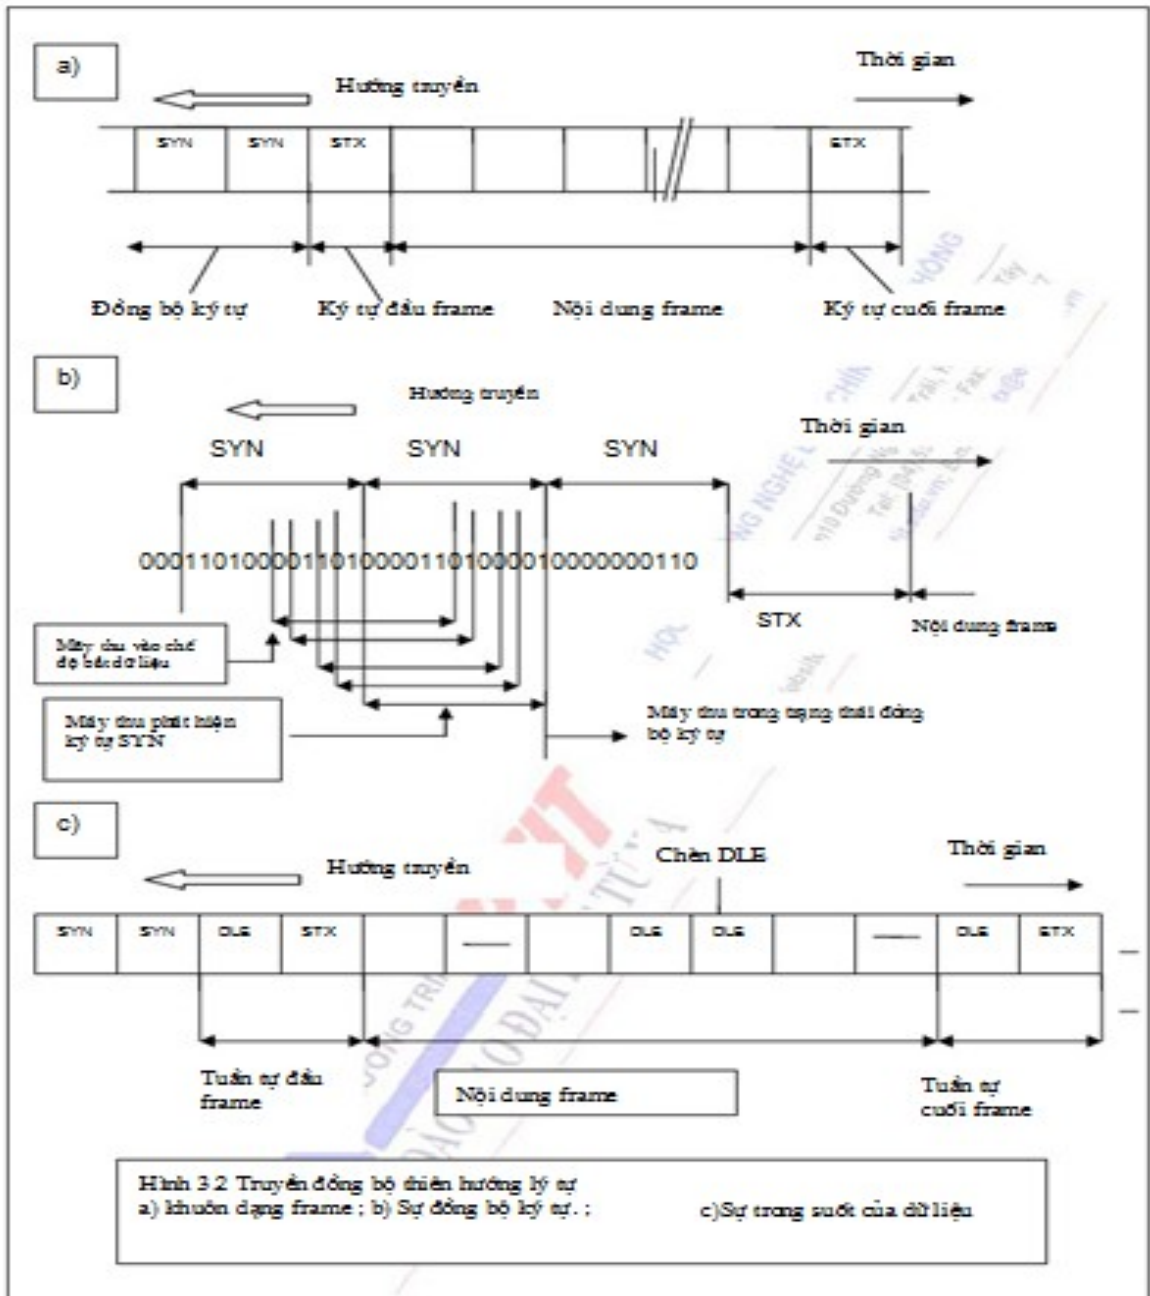 a)
Thời gian
Hướng truyền
SYN SYN STX ETX
Đồng bộ ký tự Ký tự đầu frame Nội dung frame Ký tự cuối frame
b)
Hướng truyền
Thời gian
SYN SYN SYN
0001101000011010000110100001000000110
STX
Nội dung frame
Máy thu vào chế
độ bắt dữ liệu
Máy thu phát hiện
ký tự SYN
Máy thu trong trạng thái đồng
bộ ký tự
c)
Hướng truyền
Chèn DLE
Thời gian
SYN SYN DLE STX DLE DLE DLE ETX
Tuần tự đầu
frame
Nội dung frame
Tuần tự
cuối frame
Hình 3.2 Truyền đồng bộ thiên hướng lý tự
a) khuôn dạng frame ; b) Sự đồng bộ ký tự. ; c)Sự trong suốt của dữ liệu